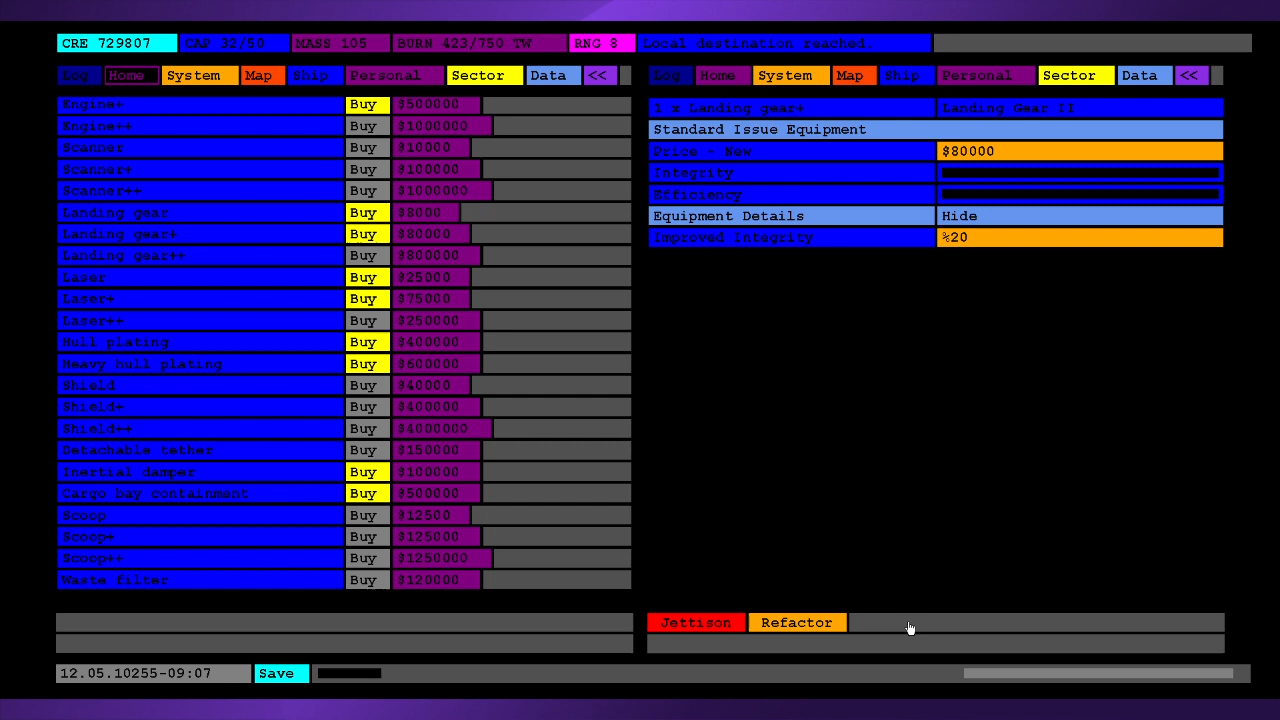 CRE 729807 CAP 32/50 MASS 105 BURN 423/750 TW RNG 8 Local destination reached.
Log Home System Map Ship Personal Sector Data <<
Log Home System Map Ship Personal Sector Data <<
Engine+ Buy $500000
Engine++ Buy $1000000
Scanner Buy $10000
Scanner+ Buy $100000
Scanner++ Buy $1000000
Landing gear Buy $8000
Landing gear+ Buy $80000
Landing gear++ Buy $800000
Laser Buy $25000
Laser+ Buy $75000
Laser++ Buy $250000
Hull plating Buy $400000
Heavy hull plating Buy $600000
Shield Buy $40000
Shield+ Buy $400000
Shield++ Buy $4000000
Detachable tether Buy $150000
Inertial damper Buy $100000
Cargo bay containment Buy $500000
Scoop Buy $12500
Scoop+ Buy $125000
Scoop++ Buy $1250000
Waste filter Buy $120000
1 x Landing gear+ Landing Gear II
Standard Issue Equipment
Price - Now $80000
Integrity
Efficiency
Equipment Details Hide
Improved Integrity %20
Jettison Refactor
12.05.10255-09:07 Save